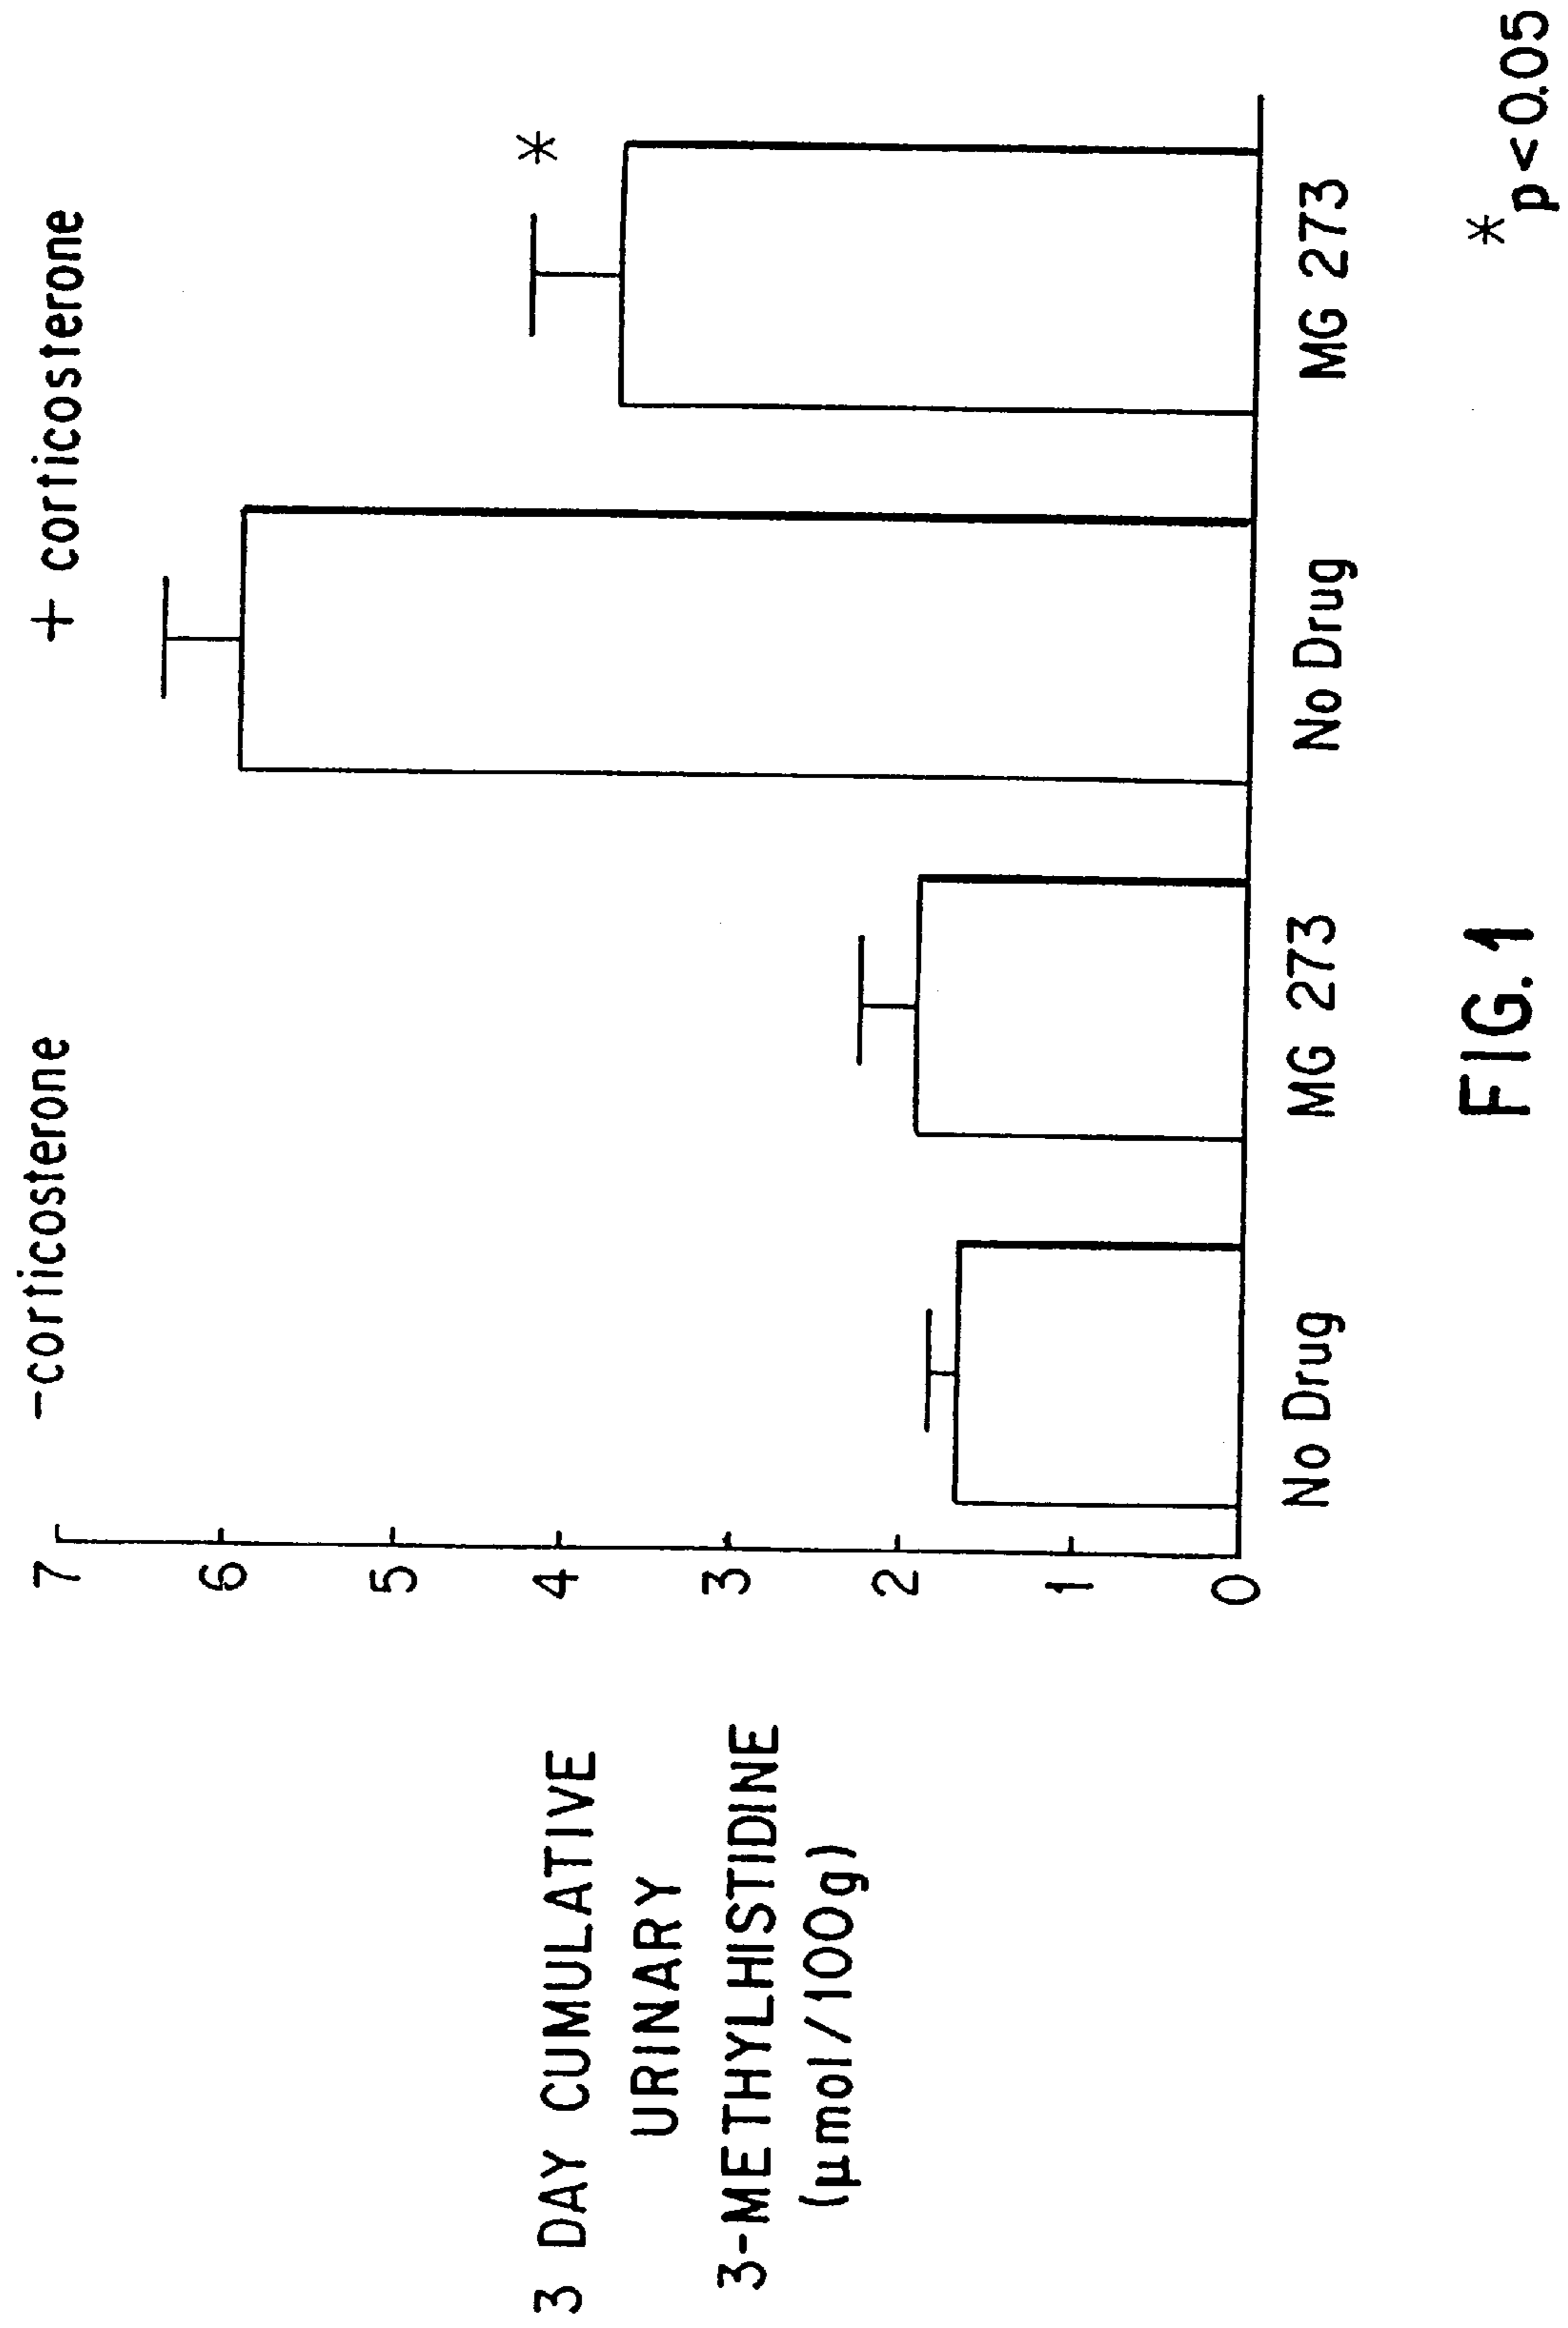 -corticosterone
+ corticosterone
3 DAY CUMULATIVE
URINARY
3-METHYLHISTIDINE
(µmol/100g)
7
6
5
4
3
2
1
0
*
No Drug
MG 273
No Drug
MG 273
* p<0.05
FIG. 1